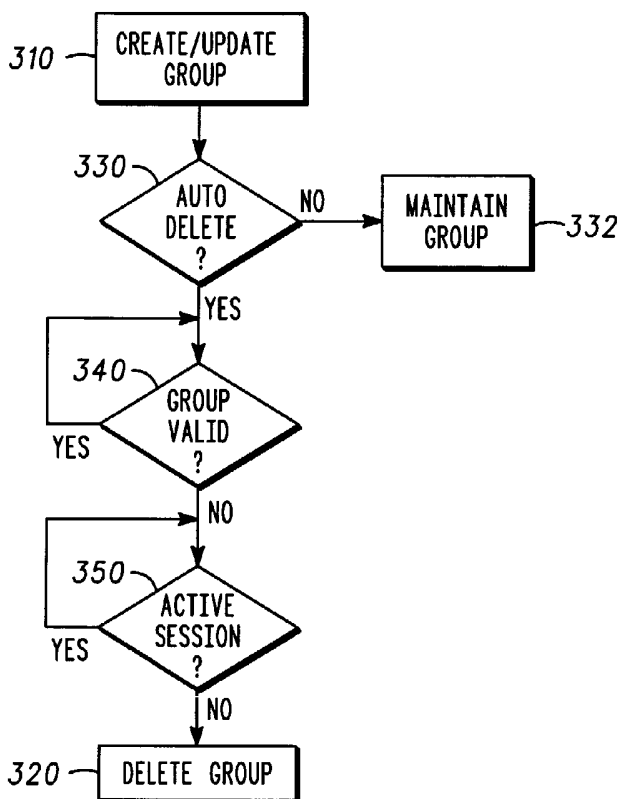 310
CREATE/UPDATE
GROUP
330
AUTO
DELETE
?
NO
MAINTAIN
GROUP
332
YES
340
GROUP
VALID
?
YES
NO
350
ACTIVE
SESSION
?
YES
NO
320
DELETE GROUP